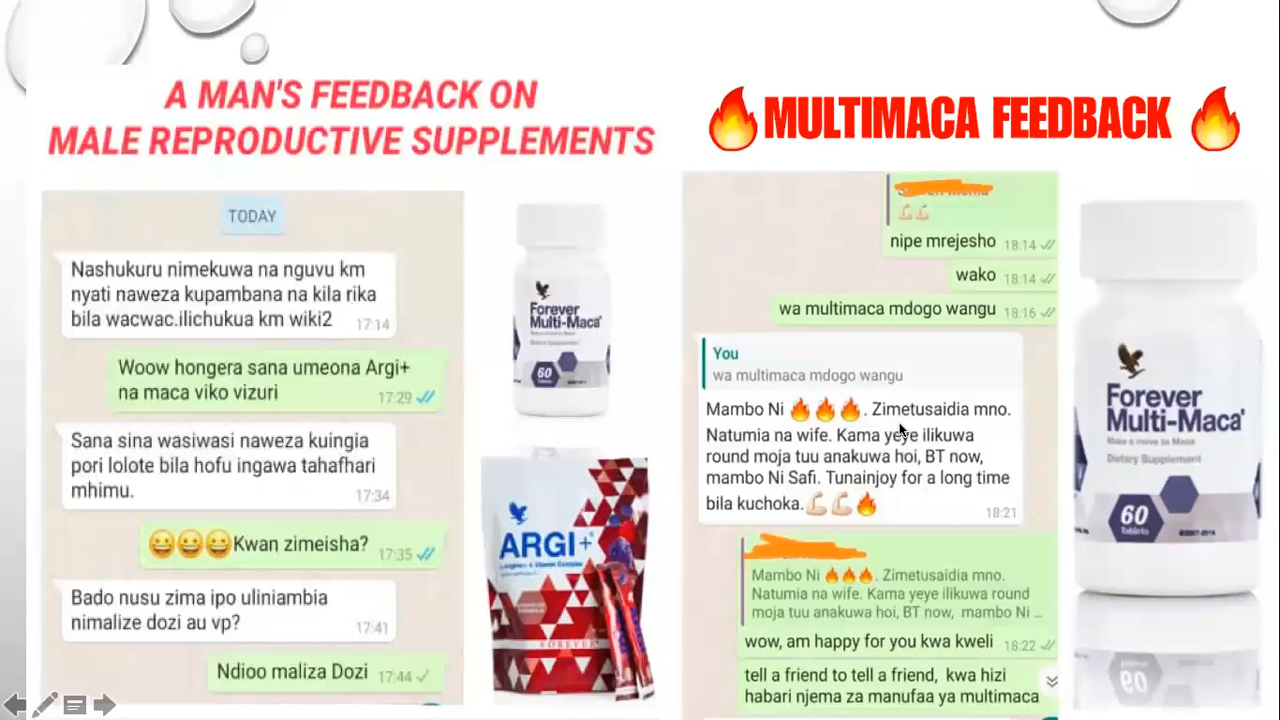 A MAN'S FEEDBACK ON
MALE REPRODUCTIVE SUPPLEMENTS
TODAY
Nashukuru nimekuwa na nguvu km
nyati naweza kupambana na kila rika
bila wacwac.ilichukua km wiki2 17:14
Woow hongera sana umeona Argi+
na maca viko vizuri 17:29
Sana sina wasiwasi naweza kuingia
pori lolote bila hofu ingawa tahafhari
mhimu. 17:34
😀😀😀Kwan zimeisha? 17:35
Bado nusu zima ipo uliniambia
nimalize dozi au vp? 17:41
Ndioo maliza Dozi 17:44
Forever
Multi-Maca
60
Tablets
ARGI+
FOREVER
🔥MULTIMACA FEEDBACK🔥
💪🏻💪🏻
nipe mrejesho 18:14
wako 18:14
wa multimaca mdogo wangu 18:16
You
wa multimaca mdogo wangu
Mambo Ni 🔥🔥🔥. Zimetusaidia mno.
Natumia na wife. Kama yeye ilikuwa
round moja tuu anakuwa hoi, BT now,
mambo Ni Safi. Tunainjoy for a long time
bila kuchoka.💪🏻💪🏻🔥 18:21
Mambo Ni 🔥🔥🔥. Zimetusaidia mno.
Natumia na wife. Kama yeye ilikuwa round
moja tuu anakuwa hoi, BT now, mambo Ni ...
wow, am happy for you kwa kweli 18:22
tell a friend to tell a friend, kwa hizi
habari njema za manufaa ya multimaca
Forever
Multi-Maca
Dietary Supplement
60
Tablets